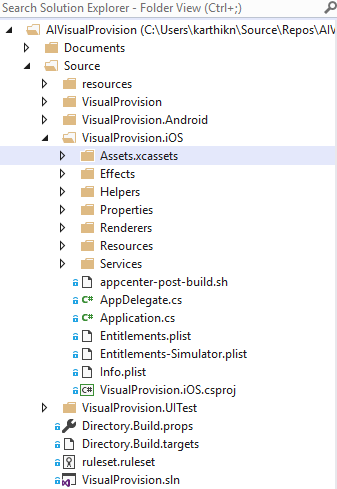 Search Solution Explorer - Folder View (Ctrl+;)
AIVisualProvision (C:\Users\karthikn\Source\Repos\AIV
Documents
Source
resources
VisualProvision
VisualProvision.Android
VisualProvision.iOS
Assets.xcassets
Effects
Helpers
Properties
Renderers
Resources
Services
appcenter-post-build.sh
C# AppDelegate.cs
C# Application.cs
Entitlements.plist
Entitlements-Simulator.plist
Info.plist
C# VisualProvision.iOS.csproj
VisualProvision.UITest
Directory.Build.props
Directory.Build.targets
ruleset.ruleset
VisualProvision.sln